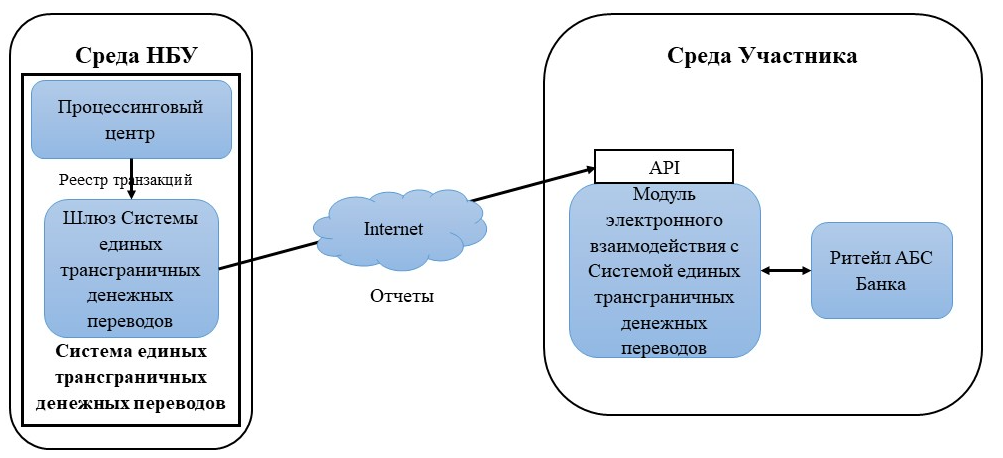 Среда НБУ
Процессинговый
центр
Реестр транзакций
Шлюз Системы
единых
трансграничных
денежных
переводов
Система единых
трансграничных
денежных переводов
Internet
Отчеты
Среда Участника
API
Модуль
электронного
взаимодействия с
Системой единых
трансграничных
денежных
переводов
Ритейл АБС
Банка